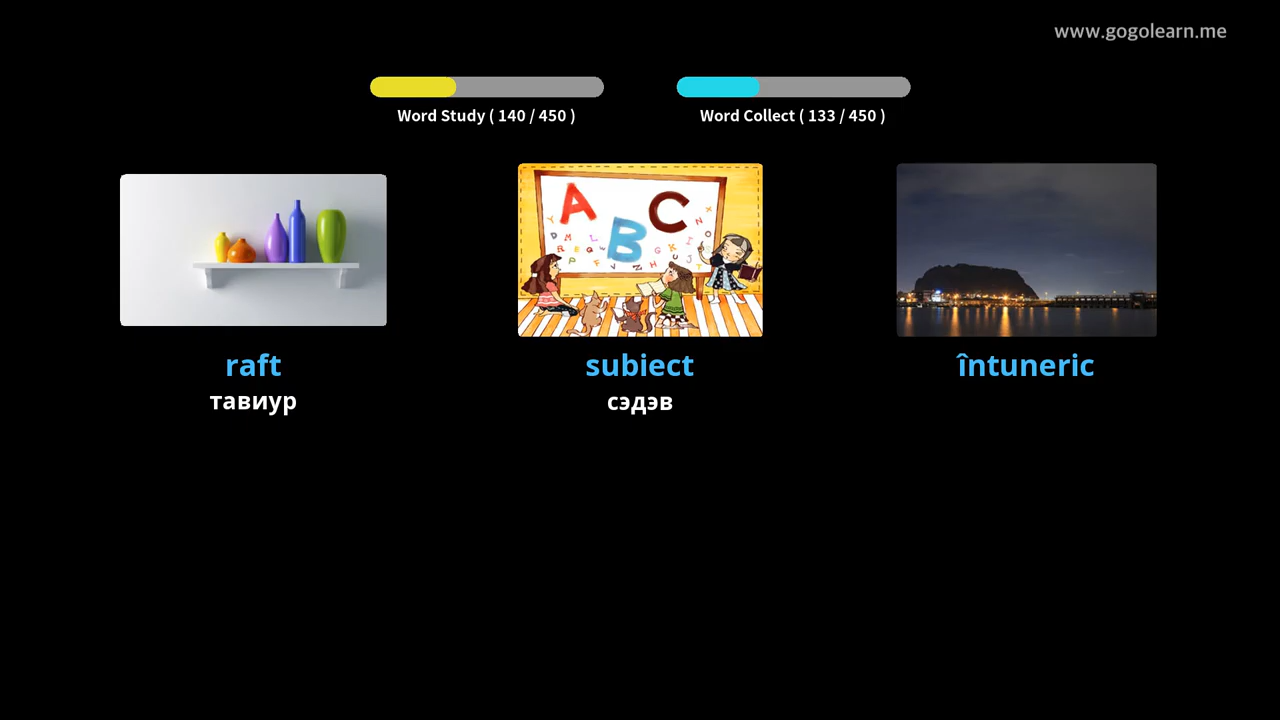 www.gogolearn.me
Word Study ( 140 / 450 )
Word Collect ( 133 / 450 )
A B C
raft
тавиур
subiect
сэдэв
întuneric